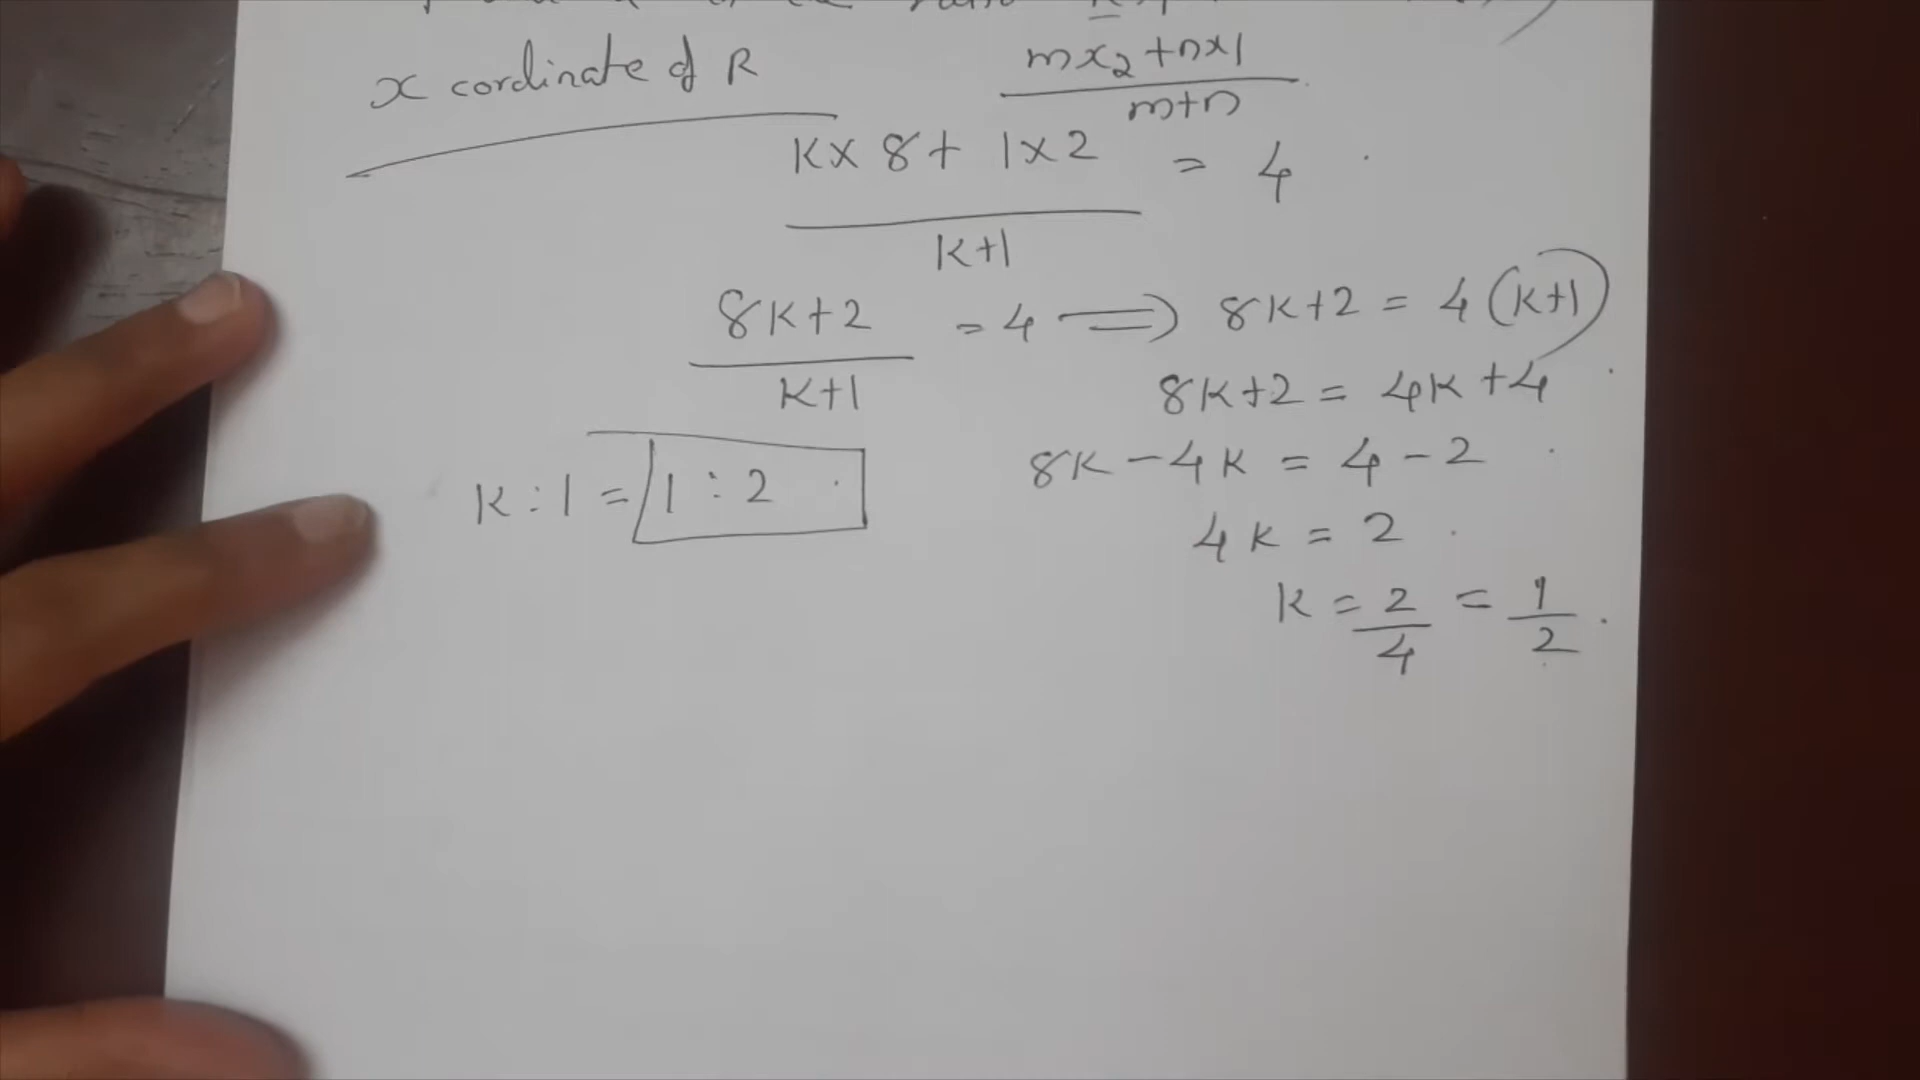 x cordinate of R
mx2 + nx1
m+n
K x 8 + 1 x 2 = 4
k+1
8k+2 = 4 ⇒ 8k+2 = 4 (k+1)
k+1
8k+2 = 4k+4
8k - 4k = 4 - 2
k : 1 = 1 : 2
4k = 2
k = 2/4 = 1/2